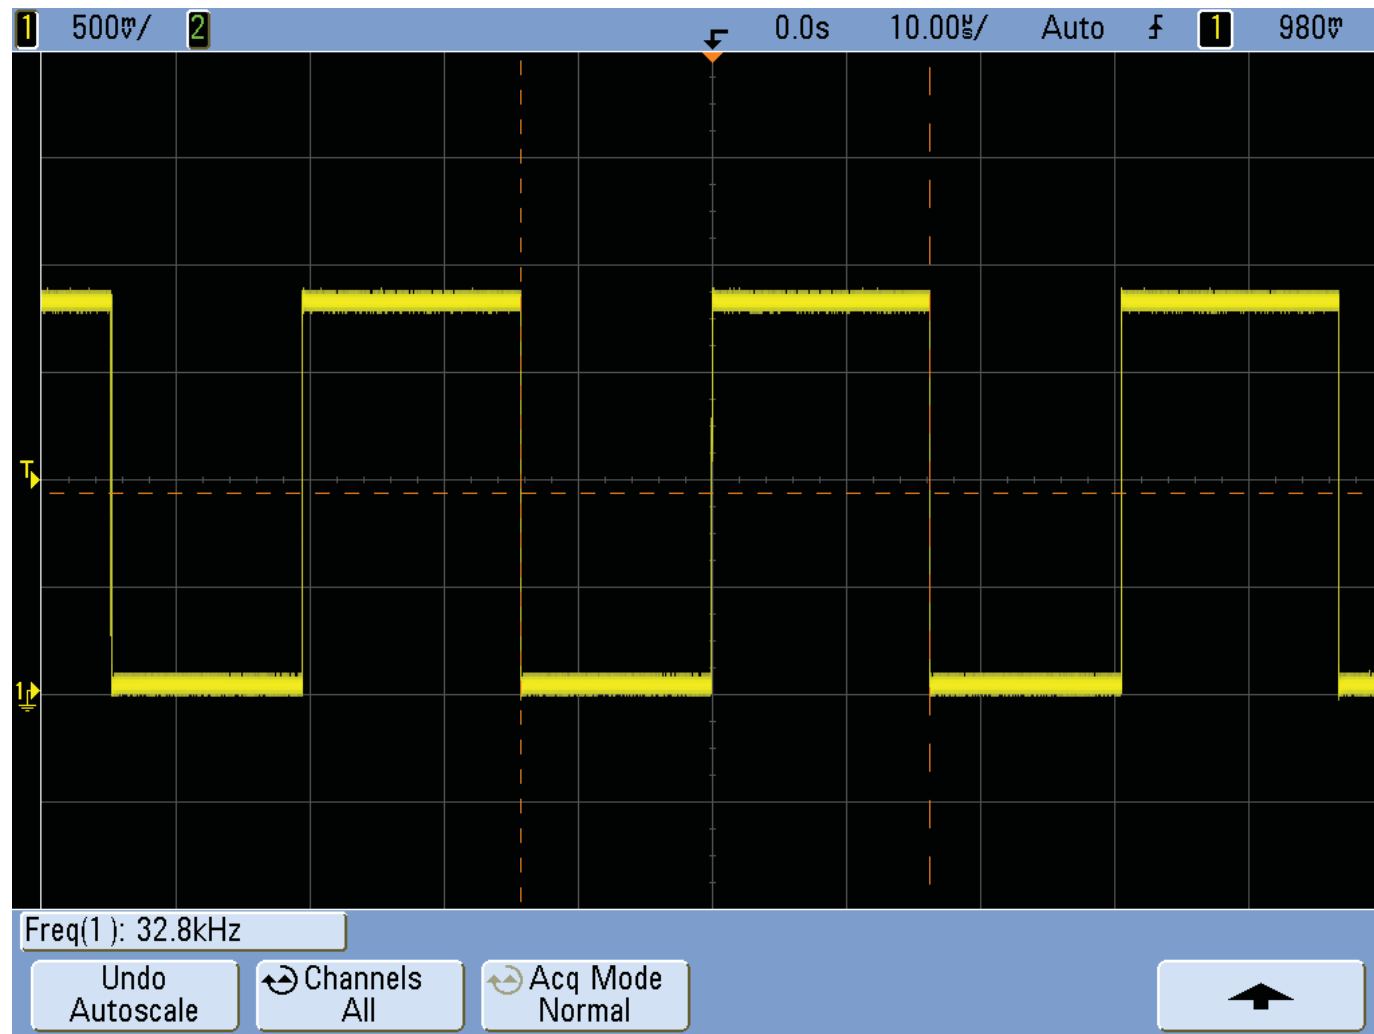 1 500mV/ 2 0.0s 10.00µs/ Auto 1 980mV
T
1
Freq(1): 32.8kHz
Undo
Autoscale
Channels
All
Acq Mode
Normal